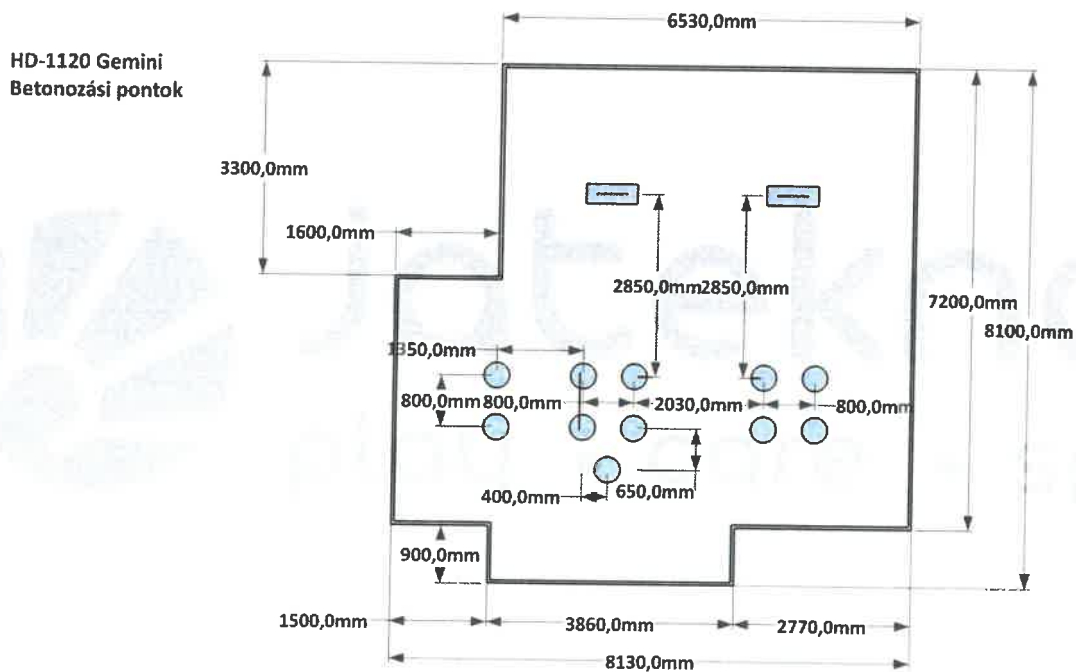 6530,0mm
HD-1120 Gemini
Betonozási pontok
3300,0mm
1600,0mm
2850,0mm 2850,0mm
7200,0mm
8100,0mm
1350,0mm
800,0mm 800,0mm 2030,0mm 800,0mm
400,0mm 650,0mm
900,0mm
1500,0mm 3860,0mm 2770,0mm
8130,0mm